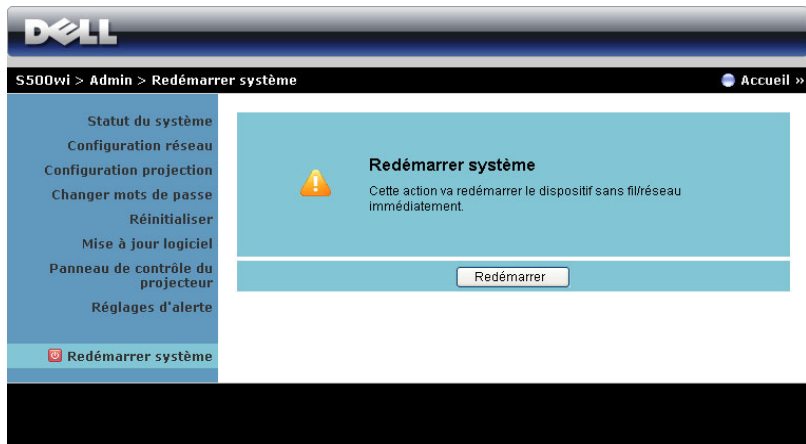 DELL
S500wi > Admin > Redémarrer système
Accueil »
Statut du système
Configuration réseau
Configuration projection
Changer mots de passe
Réinitialiser
Mise à jour logiciel
Panneau de contrôle du
projecteur
Réglages d'alerte
Redémarrer système
Redémarrer système
Cette action va redémarrer le dispositif sans fil/réseau
immédiatement.
Redémarrer